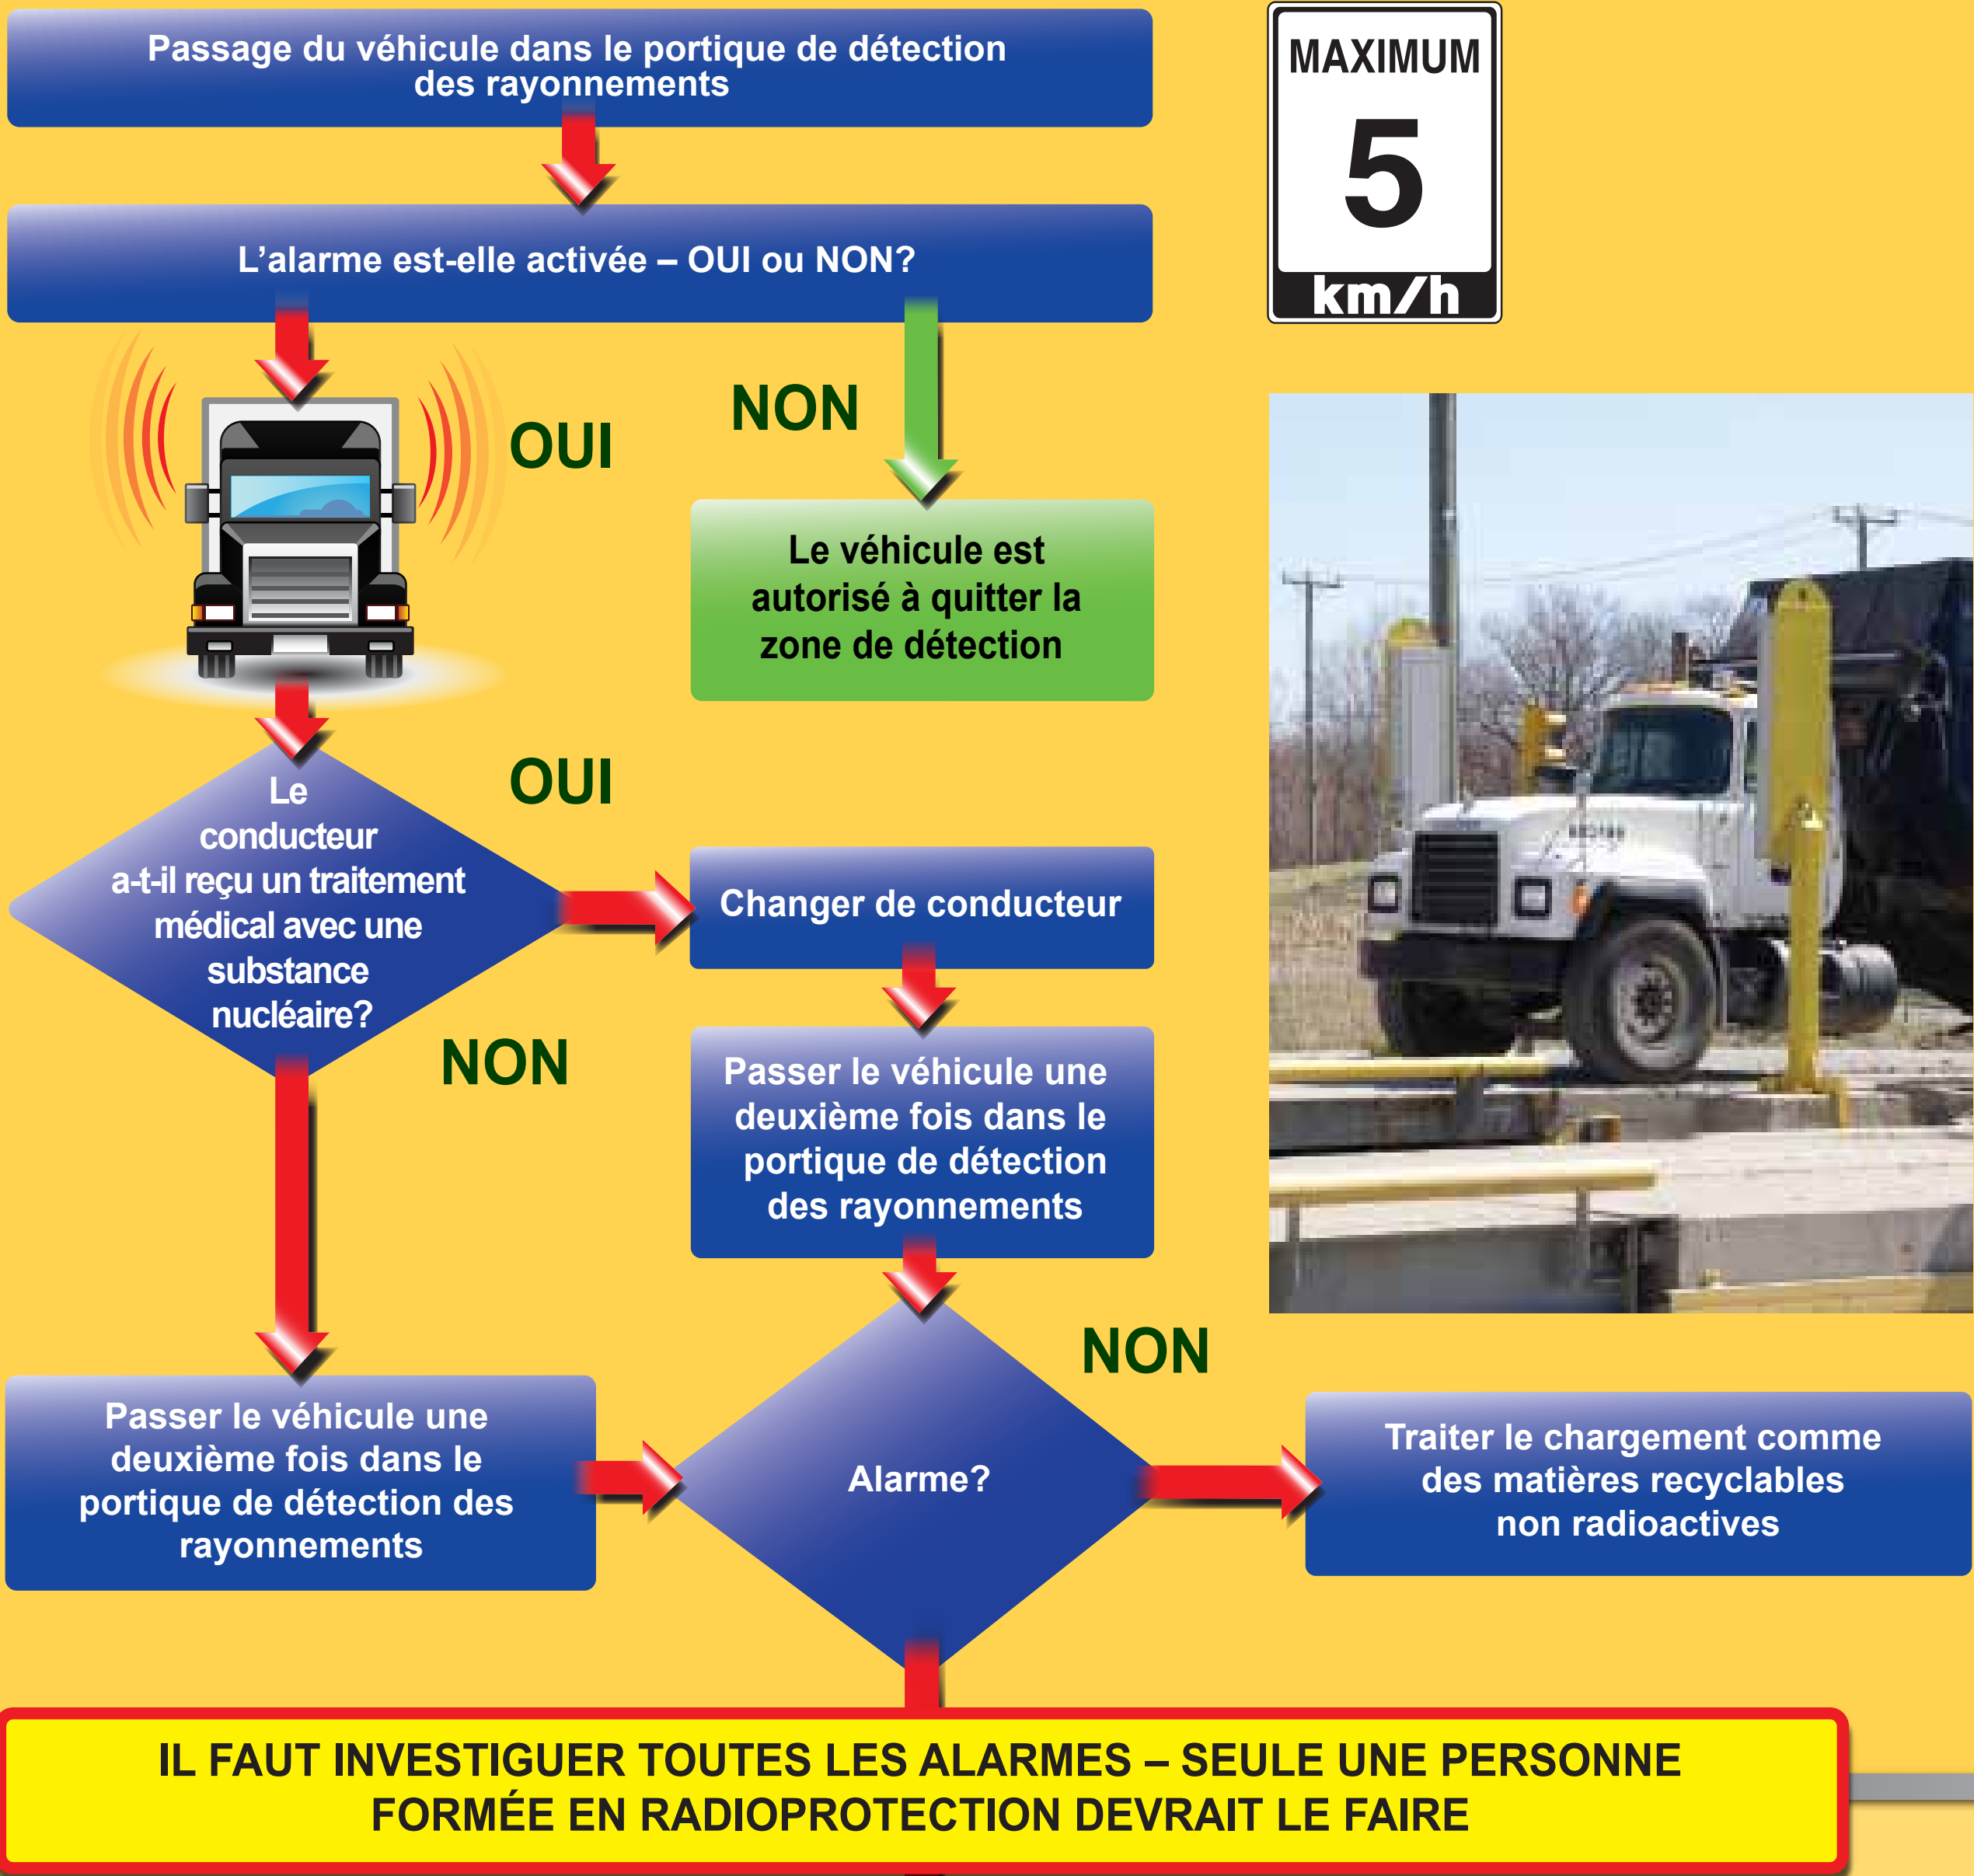 Passage du véhicule dans le portique de détection
des rayonnements
MAXIMUM
5
km/h
L’alarme est-elle activée – OUI ou NON?
OUI
NON
Le véhicule est
autorisé à quitter la
zone de détection
Le
conducteur
a-t-il reçu un traitement
médical avec une
substance
nucléaire?
OUI
NON
Changer de conducteur
Passer le véhicule une
deuxième fois dans le
portique de détection
des rayonnements
Passer le véhicule une
deuxième fois dans le
portique de détection des
rayonnements
Alarme?
NON
Traiter le chargement comme
des matières recyclables
non radioactives
IL FAUT INVESTIGUER TOUTES LES ALARMES – SEULE UNE PERSONNE
FORMÉE EN RADIOPROTECTION DEVRAIT LE FAIRE